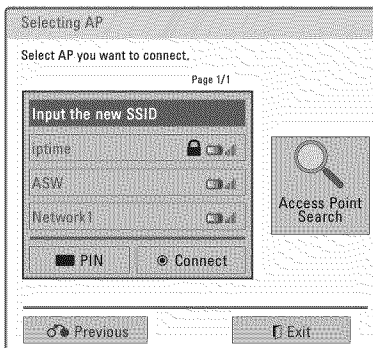 Selecting AP
Select AP you want to connect.
Page 1/1
Input the new SSID
iptime
ASW
Network1
PIN
Connect
Access Point
Search
Previous
Exit